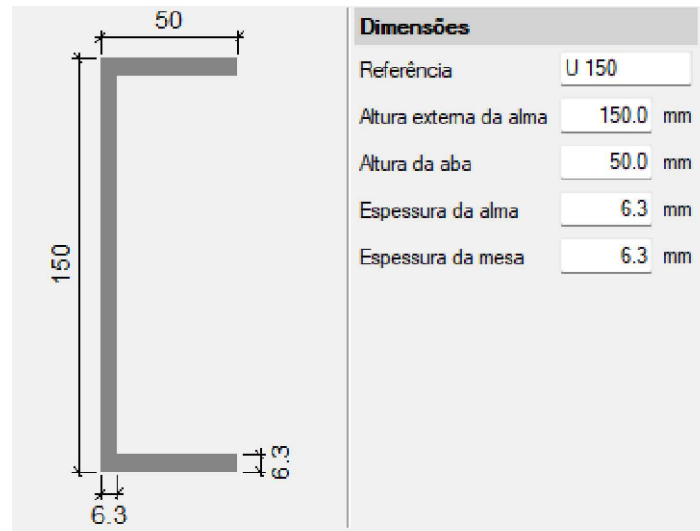 50
150
6.3
6.3
Dimensões
Referência U 150
Altura externa da alma 150.0 mm
Altura da aba 50.0 mm
Espessura da alma 6.3 mm
Espessura da mesa 6.3 mm